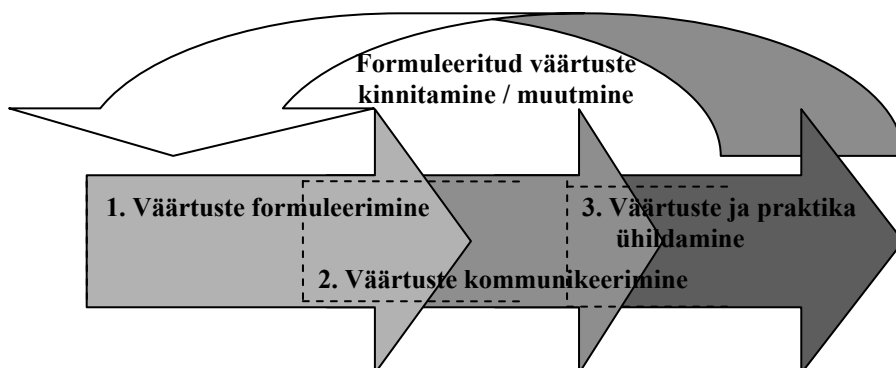 Formuleeritud väärtuste
kinnitamine / muutmine
1. Väärtuste formuleerimine
3. Väärtuste ja praktika
ühildamine
2. Väärtuste kommunikeerimine